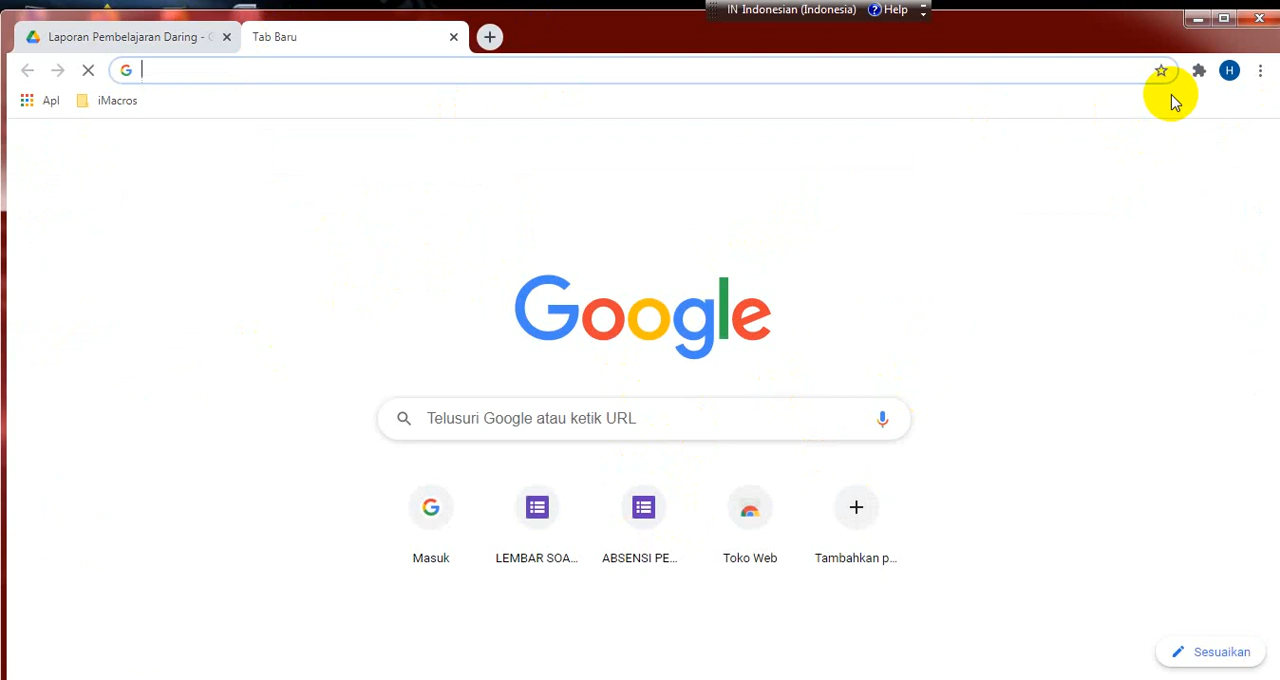 IN Indonesian (Indonesia) ? Help
Laporan Pembelajaran Daring - G
Tab Baru
Apl
iMacros
H
Google
Telusuri Google atau ketik URL
Masuk
LEMBAR SOA...
ABSENSI PE...
Toko Web
Tambahkan p...
Sesuaikan